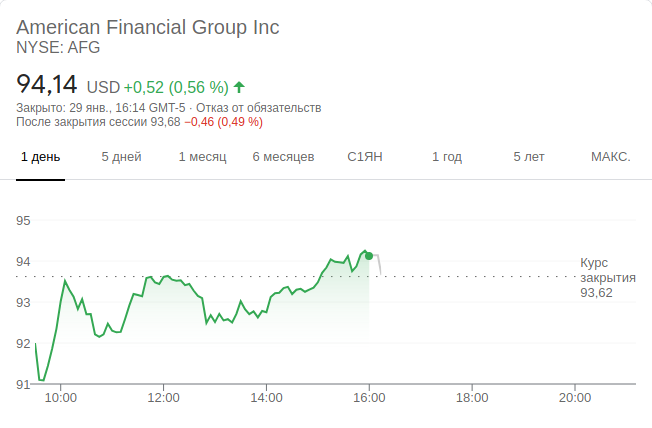 American Financial Group Inc
NYSE: AFG
94,14 USD +0,52 (0,56 %)
Закрыто: 29 янв., 16:14 GMT-5 · Отказ от обязательств
После закрытия сессии 93,68 −0,46 (0,49 %)
1 день 5 дней 1 месяц 6 месяцев С1ЯН 1 год 5 лет МАКС.
95
94
93
92
91
Курс
закрытия
93,62
10:00 12:00 14:00 16:00 18:00 20:00